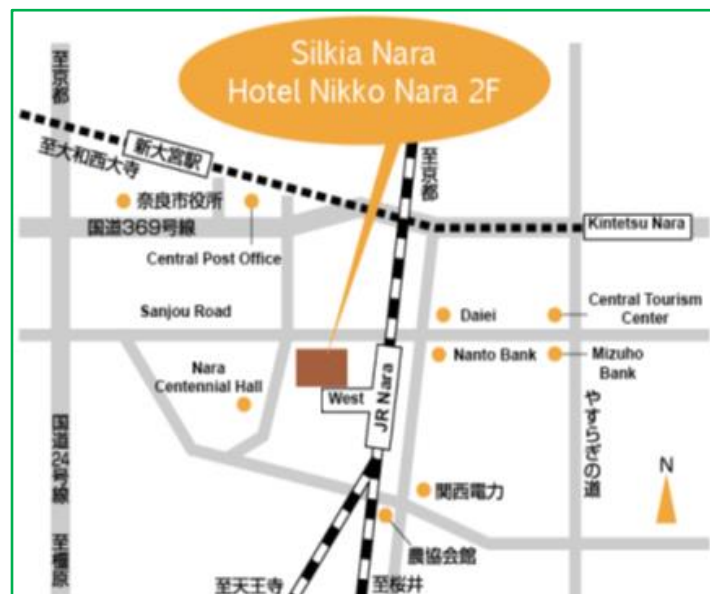 Silkia Nara
Hotel Nikko Nara 2F
至京都
至大和西大寺
新大宮駅
至京都
奈良市役所
国道369号線
Kintetsu Nara
Central Post Office
Sanjou Road
Daiei
Central Tourism
Center
Nara
Centennial Hall
Nanto Bank
Mizuho
Bank
West
JR Nara
やすらぎの道
国道24号線
至橿原
N
関西電力
農協会館
至天王寺
至桜井